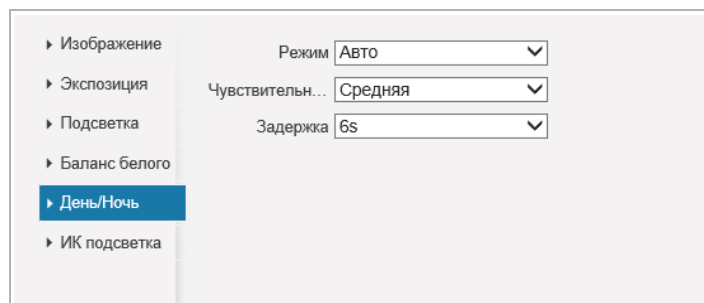 Изображение
Экспозиция
Подсветка
Баланс белого
День/Ночь
ИК подсветка
Режим Авто
Чувствительн... Средняя
Задержка 6s